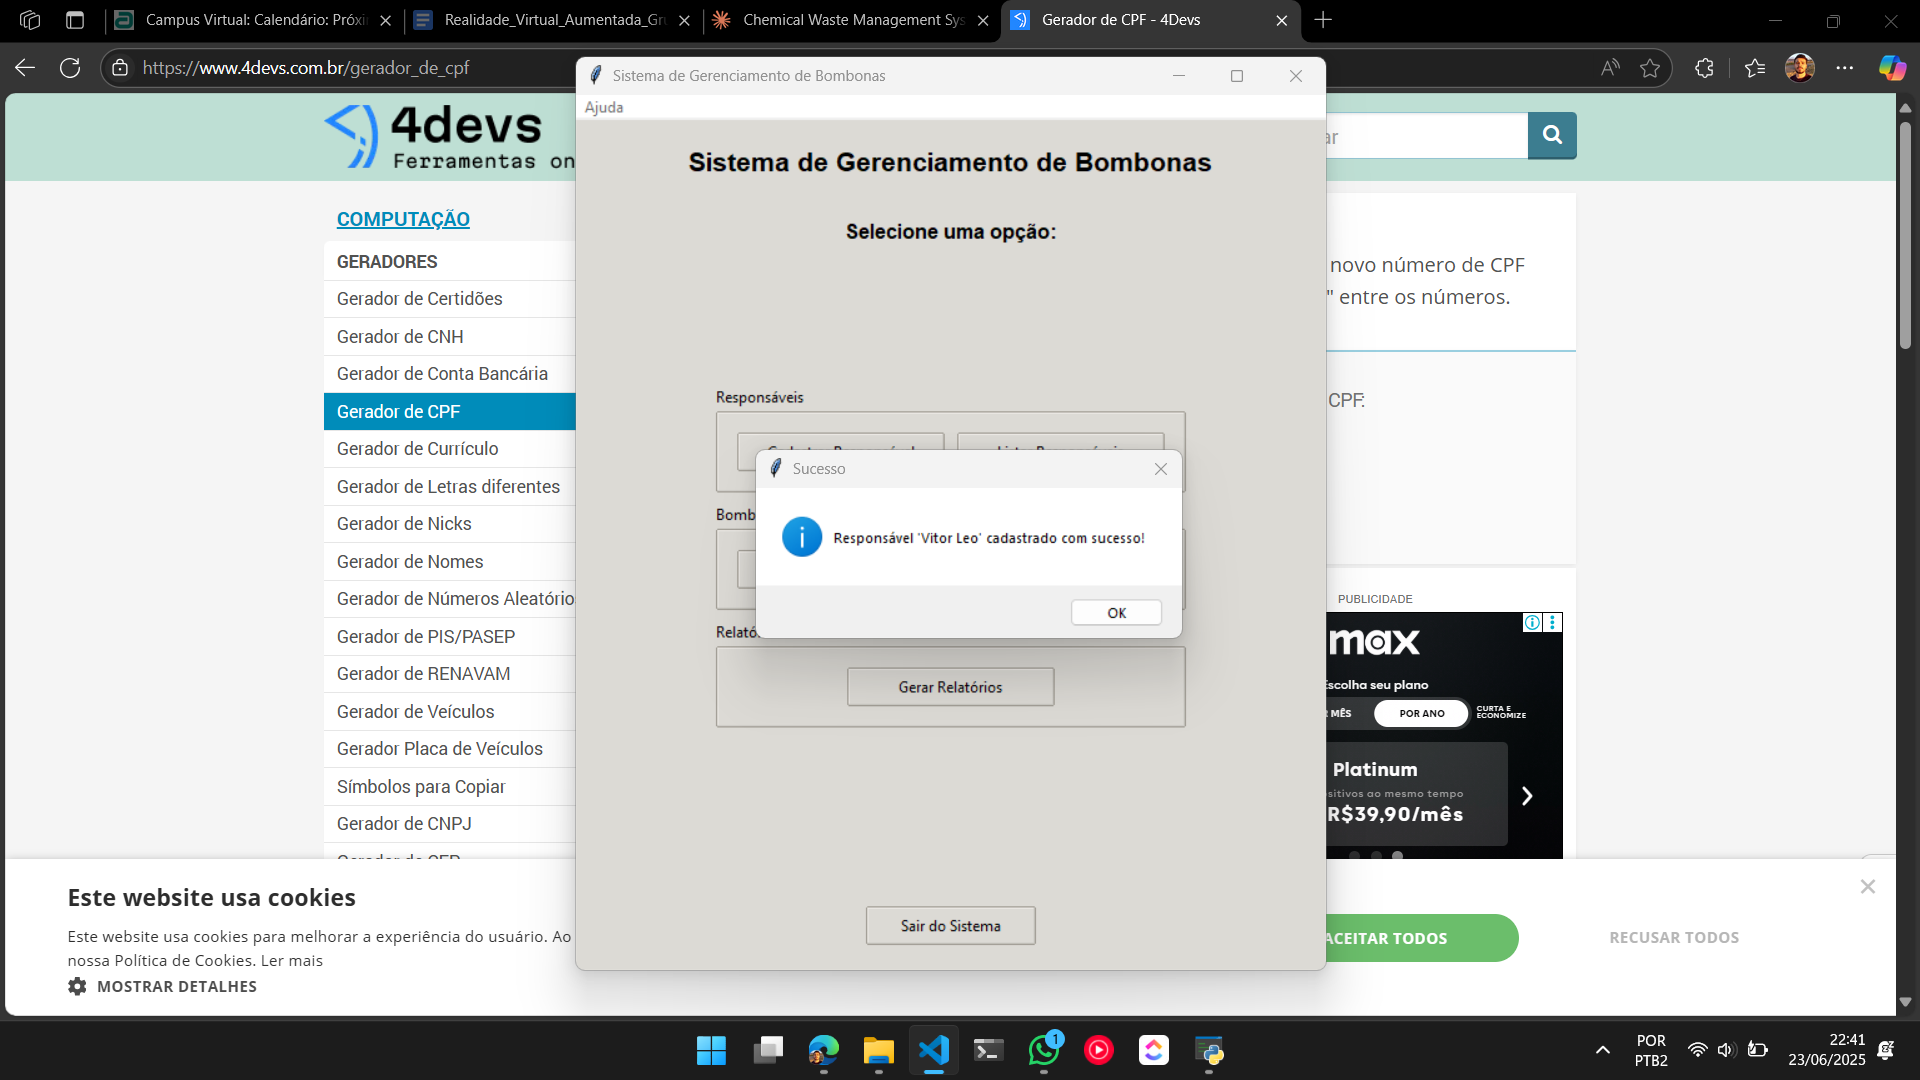 Campus Virtual: Calendário: Próxi
Realidade_Virtual_Aumentada_Gru
Chemical Waste Management Sys
Gerador de CPF - 4Devs
https://www.4devs.com.br/gerador_de_cpf
Sistema de Gerenciamento de Bombonas
Ajuda
4devs
Ferramentas on
ar
Sistema de Gerenciamento de Bombonas
Selecione uma opção:
COMPUTAÇÃO
GERADORES
Gerador de Certidões
Gerador de CNH
Gerador de Conta Bancária
Gerador de CPF
Gerador de Currículo
Gerador de Letras diferentes
Gerador de Nicks
Gerador de Nomes
Gerador de Números Aleatório
Gerador de PIS/PASEP
Gerador de RENAVAM
Gerador de Veículos
Gerador Placa de Veículos
Símbolos para Copiar
Gerador de CNPJ
novo número de CPF
" entre os números.
CPF:
Responsáveis
Bomb
Relató
Sucesso
Responsável 'Vitor Leo' cadastrado com sucesso!
OK
Gerar Relatórios
Sair do Sistema
PUBLICIDADE
max
Escolha seu plano
R MÊS
POR ANO
CURTA E
ECONOMIZE
Platinum
sitivos ao mesmo tempo
R$39,90/mês
Este website usa cookies
Este website usa cookies para melhorar a experiência do usuário. Ao
nossa Política de Cookies. Ler mais
MOSTRAR DETALHES
ACEITAR TODOS
RECUSAR TODOS
1
POR
PTB2
22:41
23/06/2025